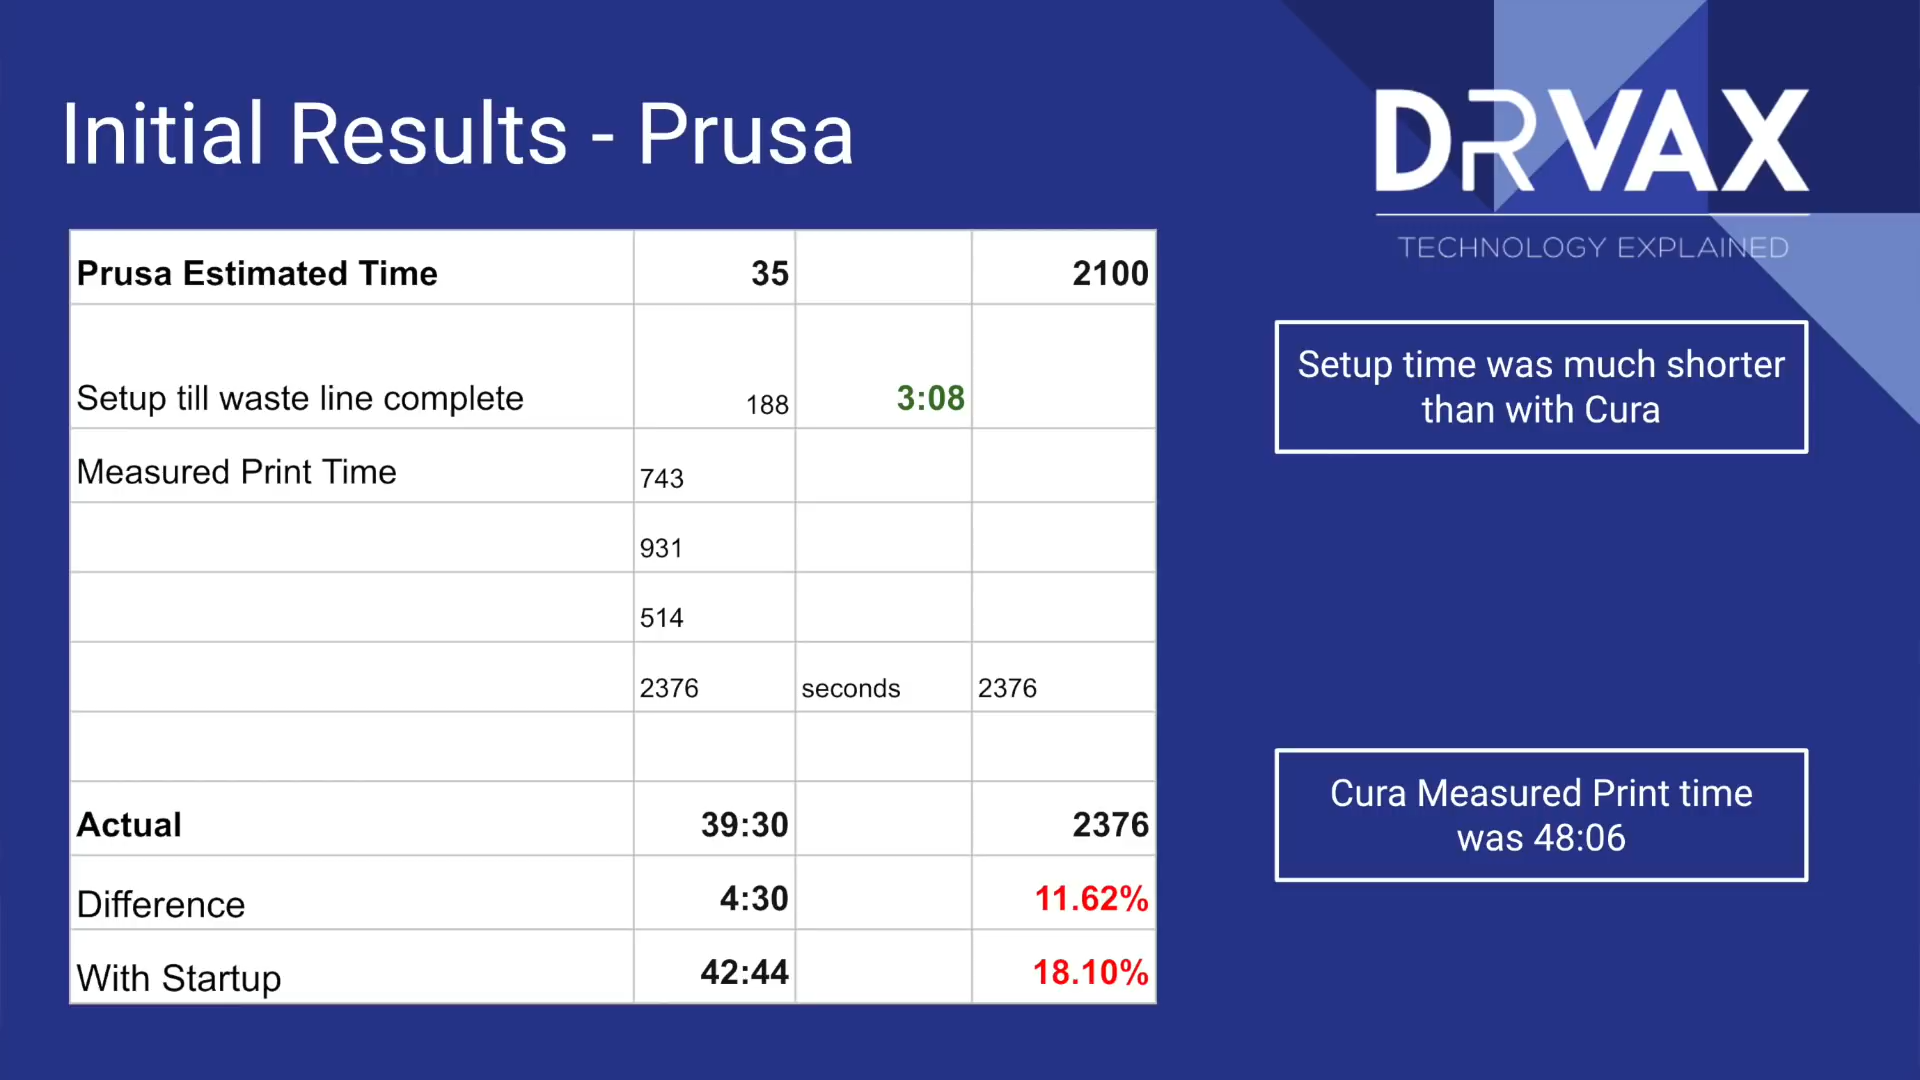 Initial Results - Prusa
DRVAX
TECHNOLOGY EXPLAINED
Prusa Estimated Time 35 2100
Setup till waste line complete 188 3:08
Measured Print Time 743
931
514
2376 seconds 2376
Actual 39:30 2376
Difference 4:30 11.62%
With Startup 42:44 18.10%
Setup time was much shorter
than with Cura
Cura Measured Print time
was 48:06